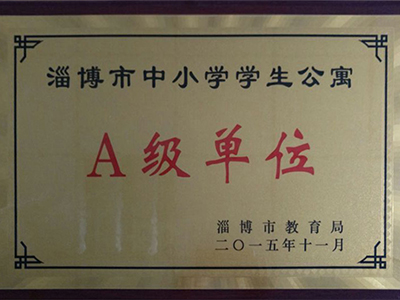 淄博市中小学学生公寓
A级单位
淄博市教育局
二〇一五年十一月